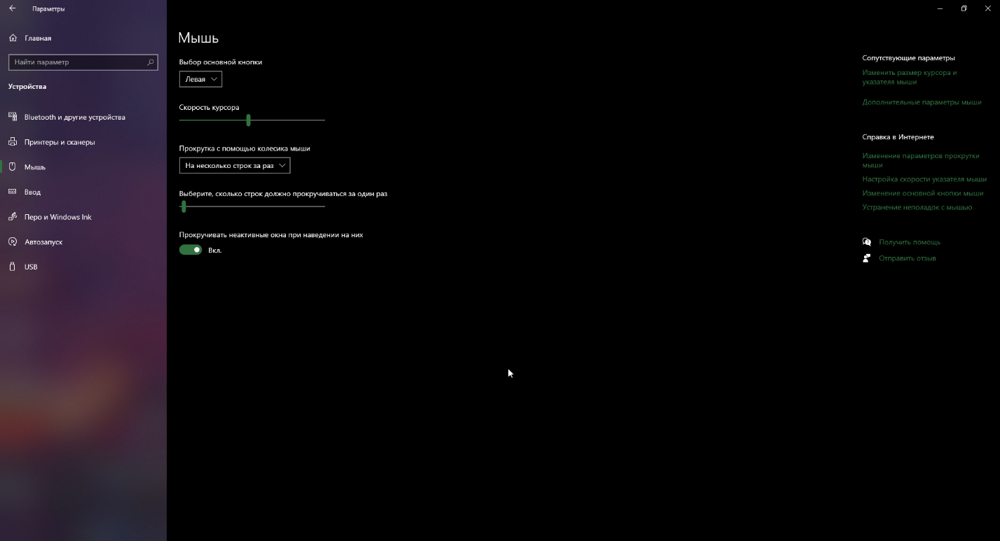 Параметры
Главная
Найти параметр
Устройства
Bluetooth и другие устройства
Принтеры и сканеры
Мышь
Ввод
Перо и Windows Ink
Автозапуск
USB
Мышь
Выбор основной кнопки
Левая
Скорость курсора
Прокрутка с помощью колесика мыши
На несколько строк за раз
Выберите, сколько строк должно прокручиваться за один раз
Прокручивать неактивные окна при наведении на них
Вкл.
Сопутствующие параметры
Изменить размер курсора и
указателя мыши
Дополнительные параметры мыши
Справка в Интернете
Изменение параметров прокрутки
мыши
Настройка скорости указателя мыши
Изменение основной кнопки мыши
Устранение неполадок с мышью
Получить помощь
Отправить отзыв